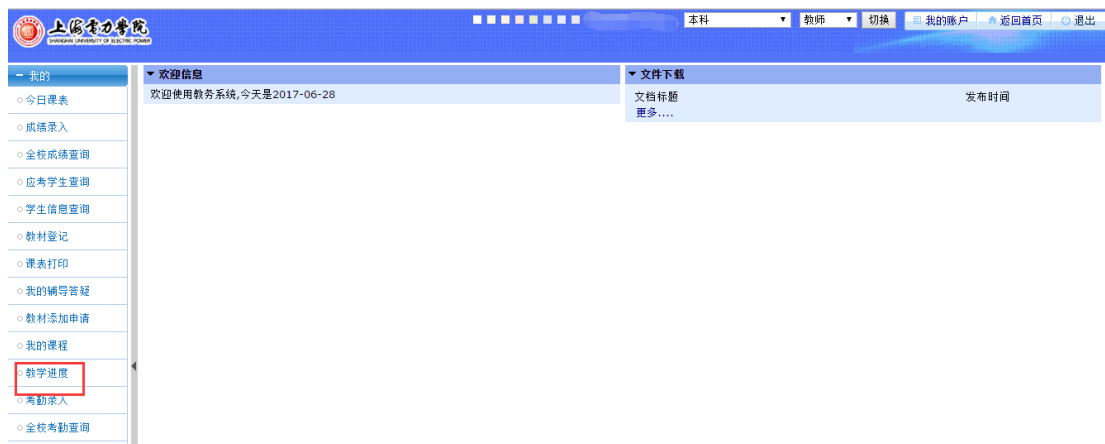 上海电力学院
SHANGHAI UNIVERSITY OF ELECTRIC POWER
本科 教师 切换 我的账户 返回首页 退出
我的
今日课表
成绩录入
全校成绩查询
应考学生查询
学生信息查询
教材登记
课表打印
我的辅导答疑
教材添加申请
我的课程
教学进度
考勤录入
全校考勤查询
欢迎信息
欢迎使用教务系统,今天是2017-06-28
文件下载
文档标题 发布时间
更多....